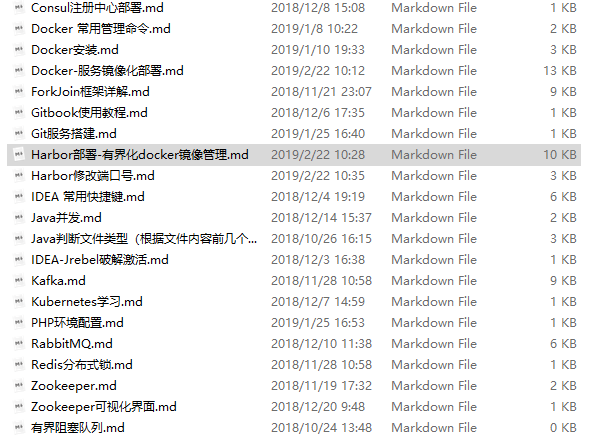 Consul注册中心部署.md 2018/12/8 15:08 Markdown File 1 KB
Docker 常用管理命令.md 2019/1/8 10:22 Markdown File 2 KB
Docker安装.md 2019/1/10 19:33 Markdown File 3 KB
Docker-服务镜像化部署.md 2019/2/22 10:12 Markdown File 13 KB
ForkJoin框架详解.md 2018/11/21 23:07 Markdown File 9 KB
Gitbook使用教程.md 2018/12/6 17:35 Markdown File 1 KB
Git服务搭建.md 2019/1/25 16:40 Markdown File 3 KB
Harbor部署-有界化docker镜像管理.md 2019/2/22 10:28 Markdown File 10 KB
Harbor修改端口号.md 2019/2/22 10:35 Markdown File 3 KB
IDEA 常用快捷键.md 2018/12/4 19:19 Markdown File 6 KB
Java并发.md 2018/12/14 15:37 Markdown File 2 KB
Java判断文件类型（根据文件内容前几个... 2018/10/26 16:15 Markdown File 3 KB
IDEA-Jrebel破解激活.md 2018/12/3 16:38 Markdown File 1 KB
Kafka.md 2018/11/28 10:58 Markdown File 9 KB
Kubernetes学习.md 2018/12/7 14:59 Markdown File 1 KB
PHP环境配置.md 2019/1/25 16:53 Markdown File 1 KB
RabbitMQ.md 2018/12/10 11:38 Markdown File 6 KB
Redis分布式锁.md 2018/11/28 10:58 Markdown File 1 KB
Zookeeper.md 2018/11/19 17:32 Markdown File 2 KB
Zookeeper可视化界面.md 2018/12/20 9:48 Markdown File 1 KB
有界阻塞队列.md 2018/10/24 13:48 Markdown File 0 KB